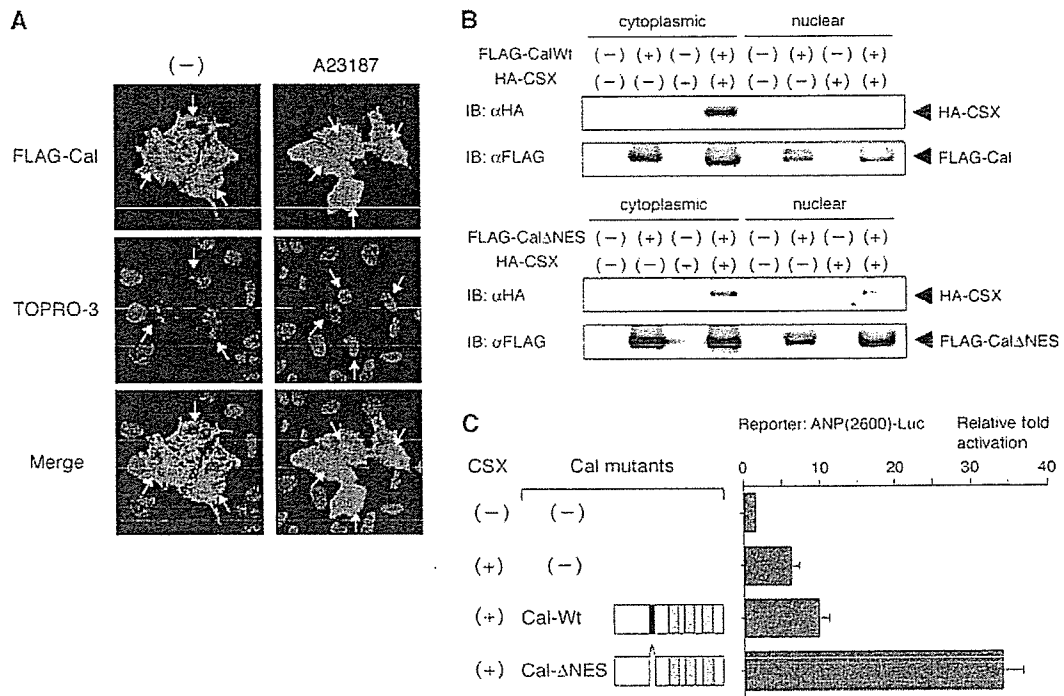 A
(−) A23187
FLAG-Cal
TOPRO-3
Merge
B
cytoplasmic nuclear
FLAG-CalWt (−) (+) (−) (+) (−) (+) (−) (+)
HA-CSX (−) (−) (+) (+) (−) (−) (+) (+)
IB: αHA HA-CSX
IB: αFLAG FLAG-Cal
cytoplasmic nuclear
FLAG-CalΔNES (−) (+) (−) (+) (−) (+) (−) (+)
HA-CSX (−) (−) (+) (+) (−) (−) (+) (+)
IB: αHA HA-CSX
IB: αFLAG FLAG-CalΔNES
C
Reporter: ANP(2600)-Luc Relative fold
activation
CSX Cal mutants 0 10 20 30 40
(−) (−)
(+) (−)
(+) Cal-Wt
(+) Cal-ΔNES